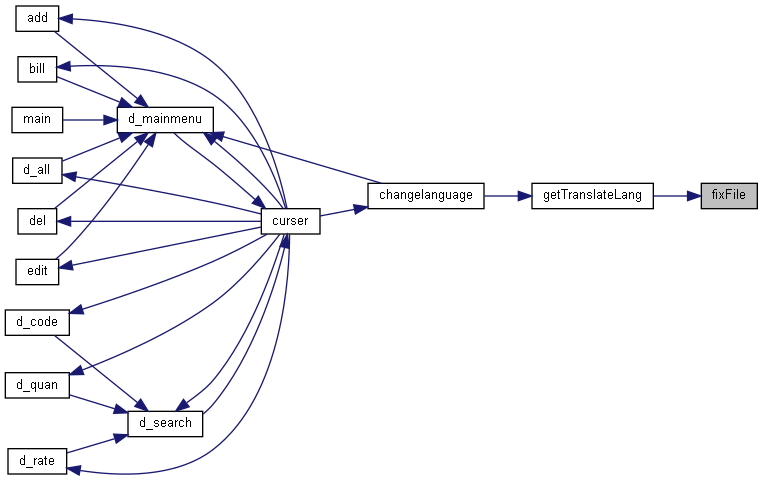 add
bill
main
d_mainmenu
d_all
del
edit
d_code
d_quan
d_search
d_rate
curser
changelanguage
getTranslateLang
fixFile